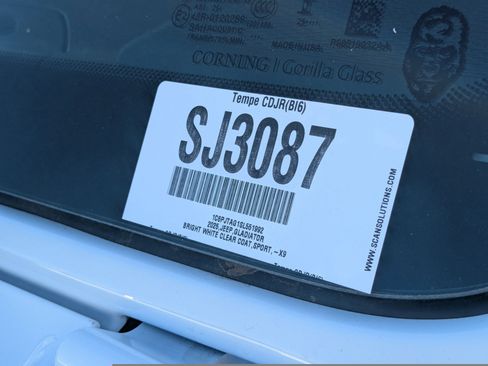 CORNING | Gorilla Glass
Tempe CDJR(BI6)
SJ3087
1C6PJTAG1SL551992
2025,JEEP GLADIATOR
BRIGHT WHITE CLEAR COAT,SPORT, - X9
WWW.SCANSOLUTIONS.COM